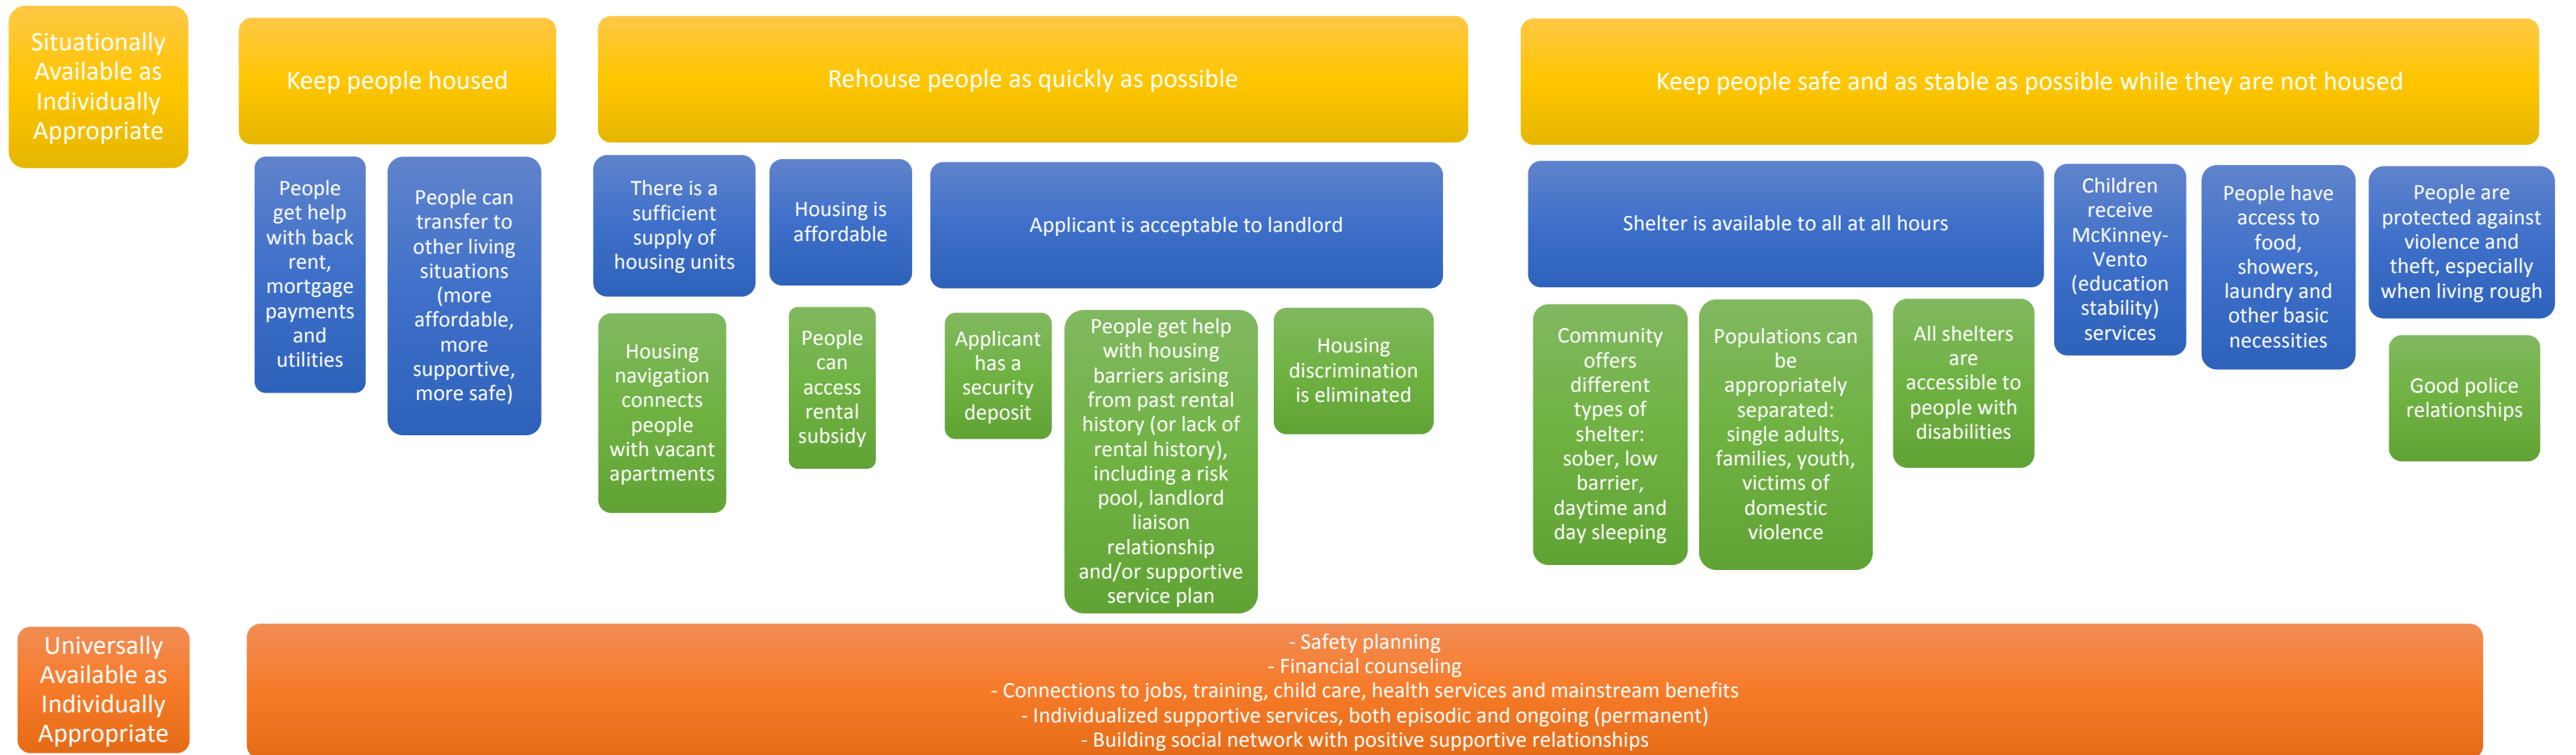 Situationally
Available as
Individually
Appropriate
Keep people housed
Rehouse people as quickly as possible
Keep people safe and as stable as possible while they are not housed
People
get help
with back
rent,
mortgage
payments
and
utilities
People can
transfer to
other living
situations
(more
affordable,
more
supportive,
more safe)
There is a
sufficient
supply of
housing units
Housing is
affordable
Applicant is acceptable to landlord
Shelter is available to all at all hours
Children
receive
McKinney-
Vento
(education
stability)
services
People have
access to
food,
showers,
laundry and
other basic
necessities
People are
protected against
violence and
theft, especially
when living rough
Housing
navigation
connects
people
with vacant
apartments
People
can
access
rental
subsidy
Applicant
has a
security
deposit
People get help
with housing
barriers arising
from past rental
history (or lack of
rental history),
including a risk
pool, landlord
liaison
relationship
and/or supportive
service plan
Housing
discrimination
is eliminated
Community
offers
different
types of
shelter:
sober, low
barrier,
daytime and
day sleeping
Populations can
be
appropriately
separated:
single adults,
families, youth,
victims of
domestic
violence
All shelters
are
accessible to
people with
disabilities
Good police
relationships
Universally
Available as
Individually
Appropriate
- Safety planning
- Financial counseling
- Connections to jobs, training, child care, health services and mainstream benefits
- Individualized supportive services, both episodic and ongoing (permanent)
- Building social network with positive supportive relationships